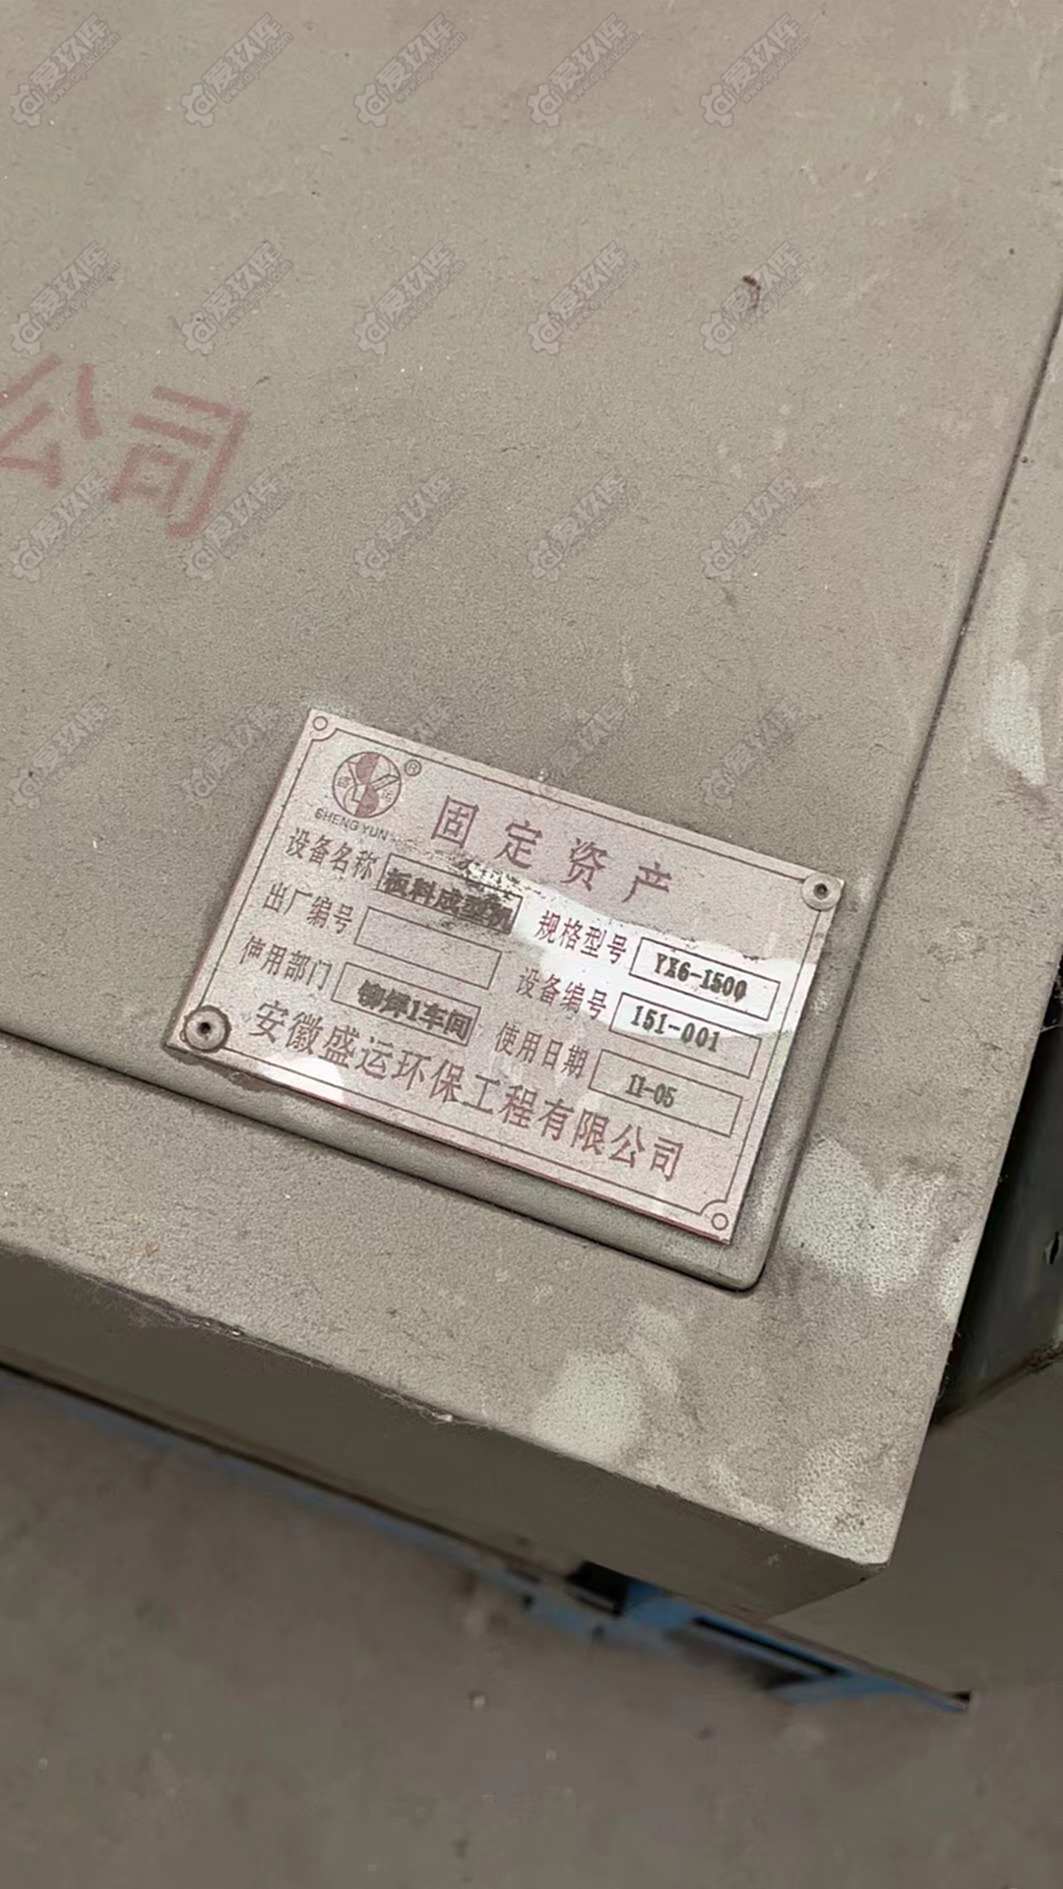 公司
SHENG YUN ®
固定资产
设备名称 板料成型机 规格型号 YX6-1500
出厂编号 设备编号 151-001
使用部门 铆焊1车间 使用日期 11-05
安徽盛运环保工程有限公司
爱玖库